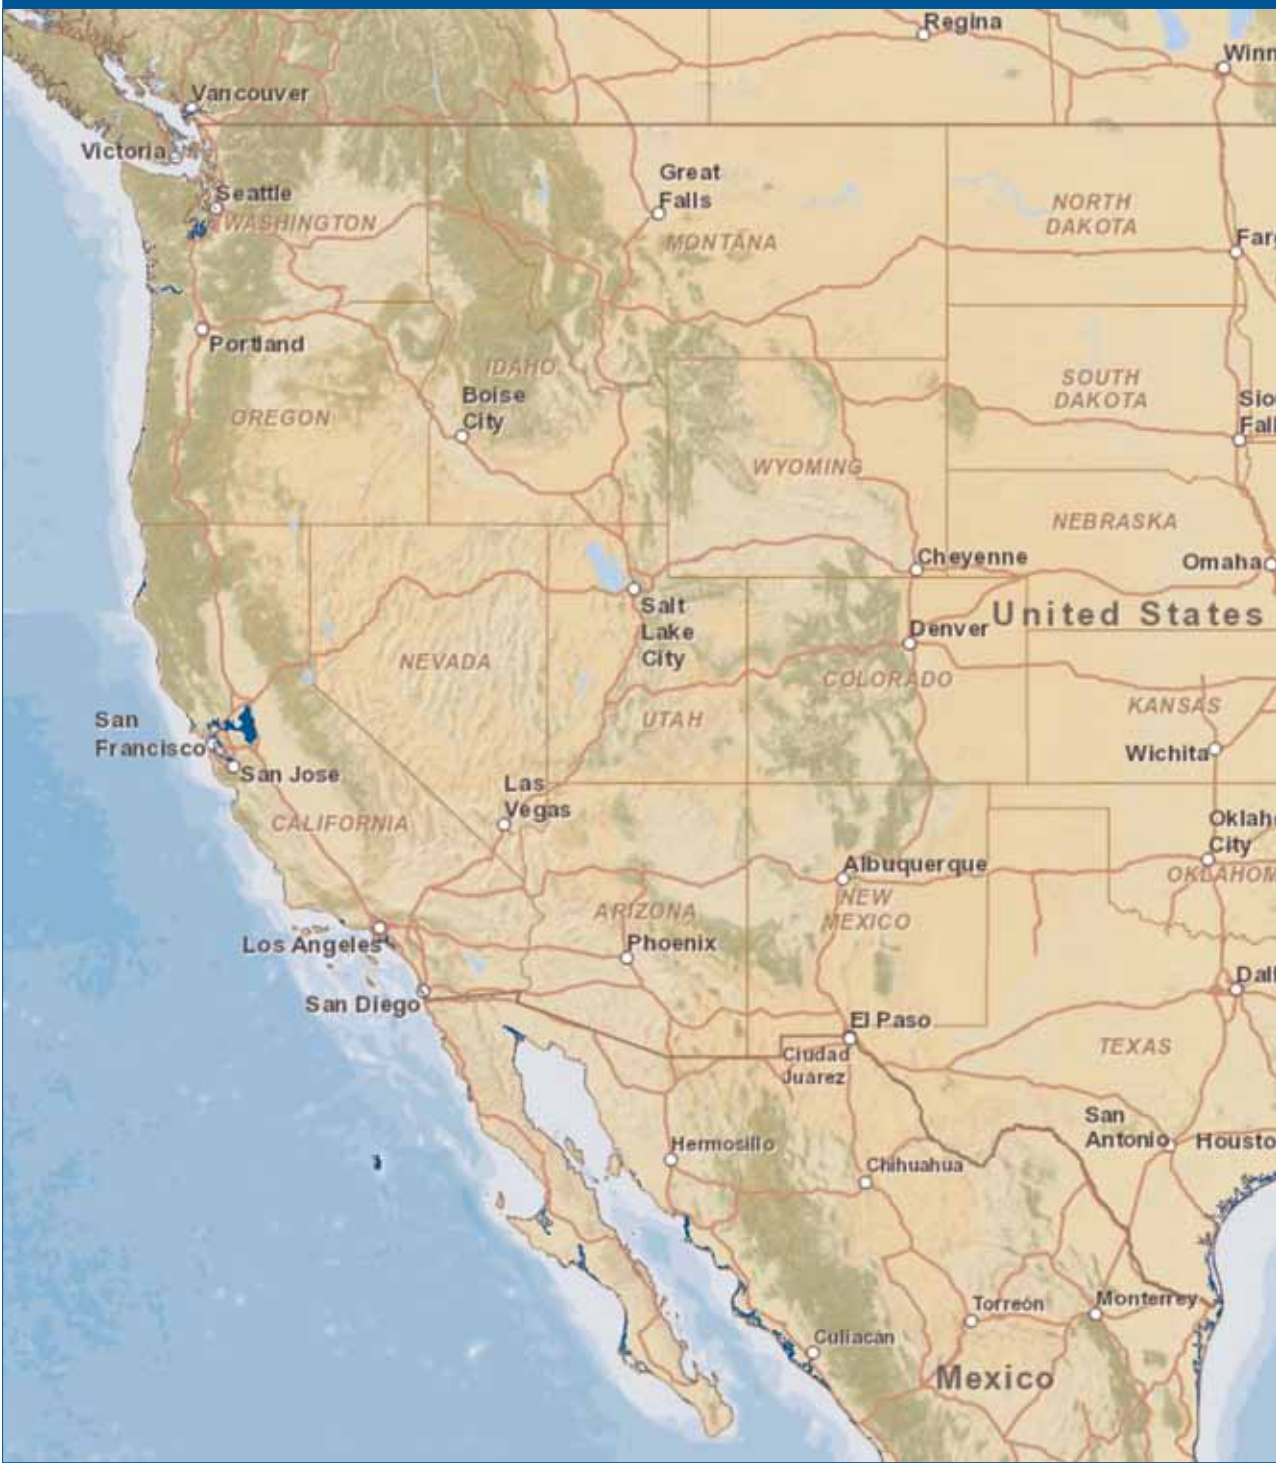 Regina
Winn
Vancouver
Victoria
Great
Falls
Seattle
NORTH
DAKOTA
WASHINGTON
MONTANA
Farg
Portland
IDAHO
Boise
City
SOUTH
DAKOTA
OREGON
Sio
Fall
WYOMING
NEBRASKA
Cheyenne
Omaha
Salt
Lake
City
United States
Denver
NEVADA
COLORADO
UTAH
KANSAS
San
Francisco
Wichita
San Jose
Las
Vegas
CALIFORNIA
Oklah
City
Albuquerque
OKLAHOM
NEW
MEXICO
ARIZONA
Los Angeles
Phoenix
Dall
San Diego
El Paso
TEXAS
Ciudad
Juárez
San
Antonio
Housto
Hermosillo
Chihuahua
Torreón
Monterrey
Culiacán
Mexico